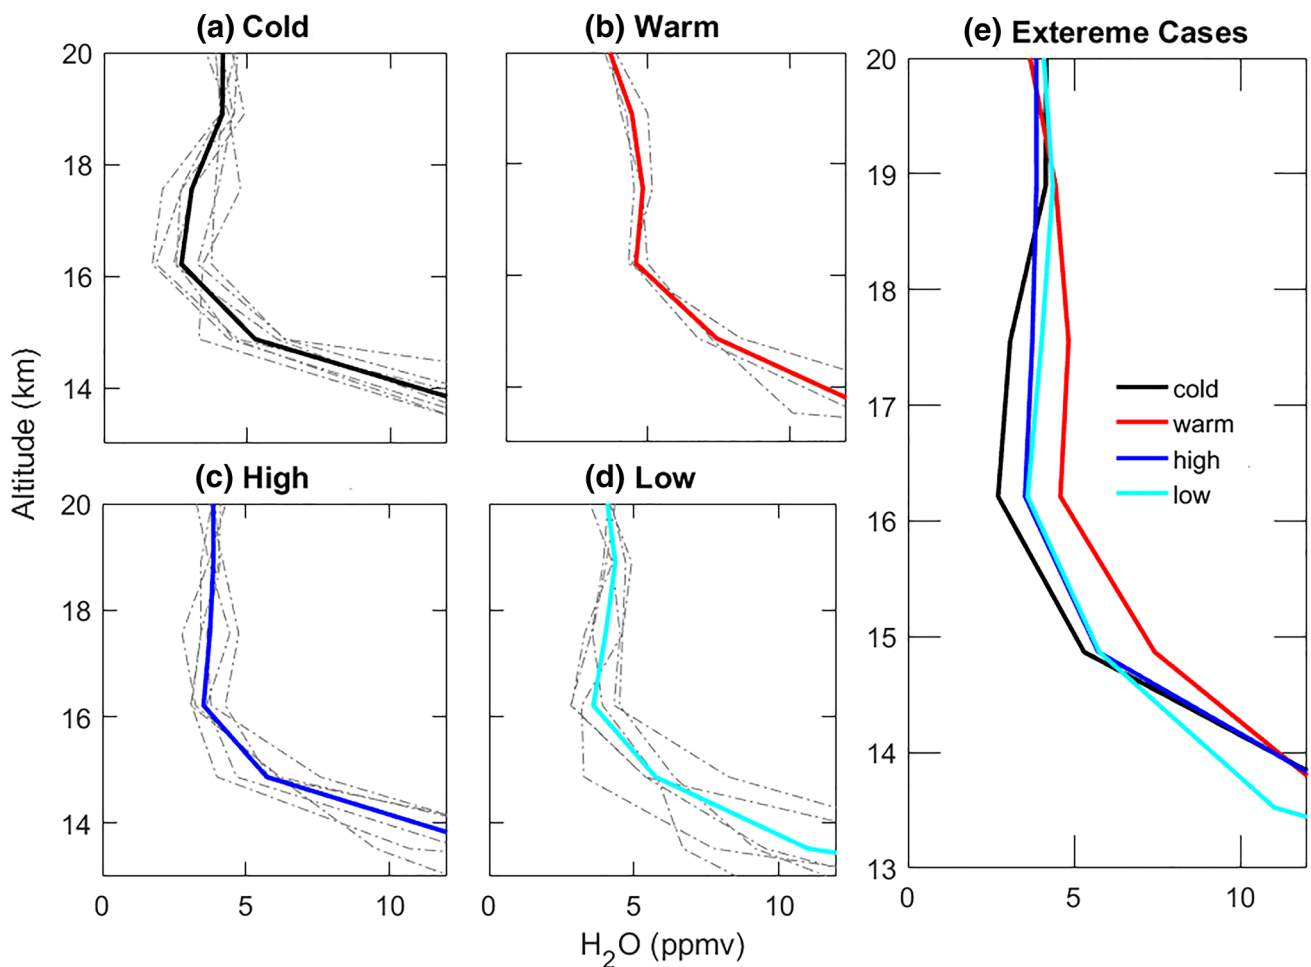 (a) Cold
(b) Warm
(e) Extereme Cases
20
18
16
14
20
19
18
17
16
15
14
13
0
5
10
cold
warm
high
low
(c) High
(d) Low
20
18
16
14
0
5
10
0
5
10
Altitude (km)
H₂O (ppmv)